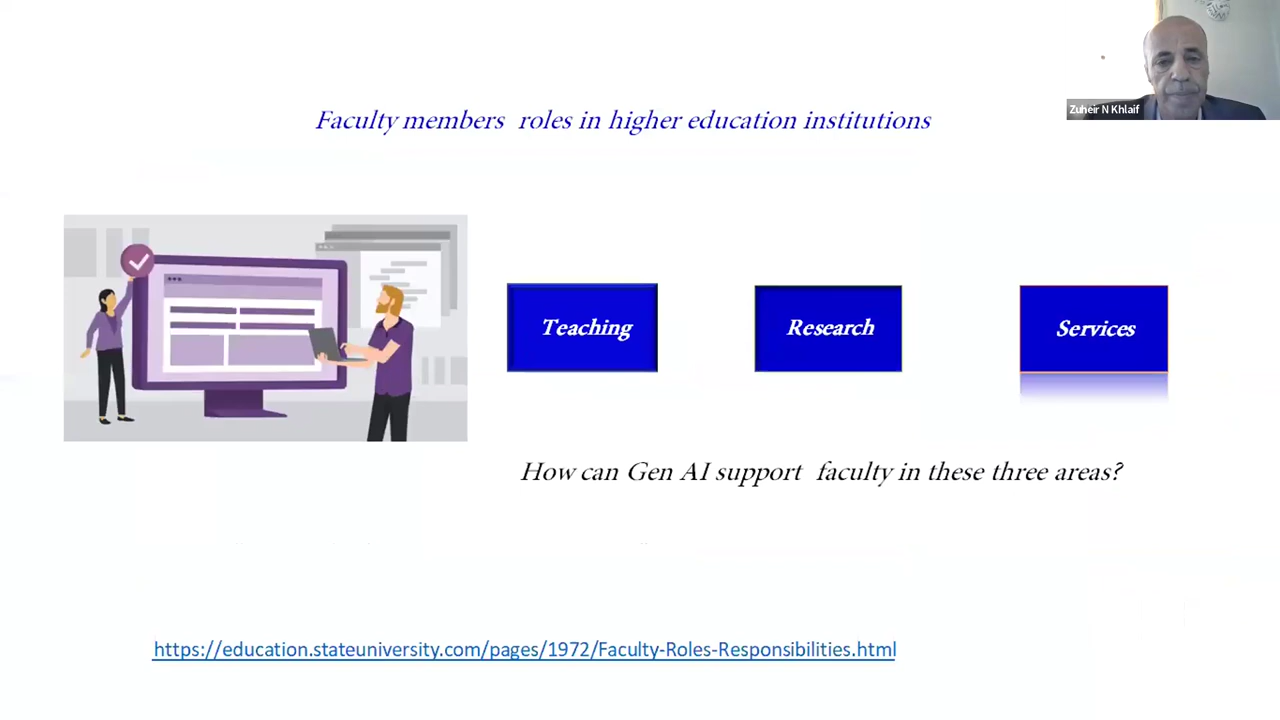 Zuheir N Khlaif
Faculty members roles in higher education institutions
Teaching
Research
Services
How can Gen AI support faculty in these three areas?
https://education.stateuniversity.com/pages/1972/Faculty-Roles-Responsibilities.html